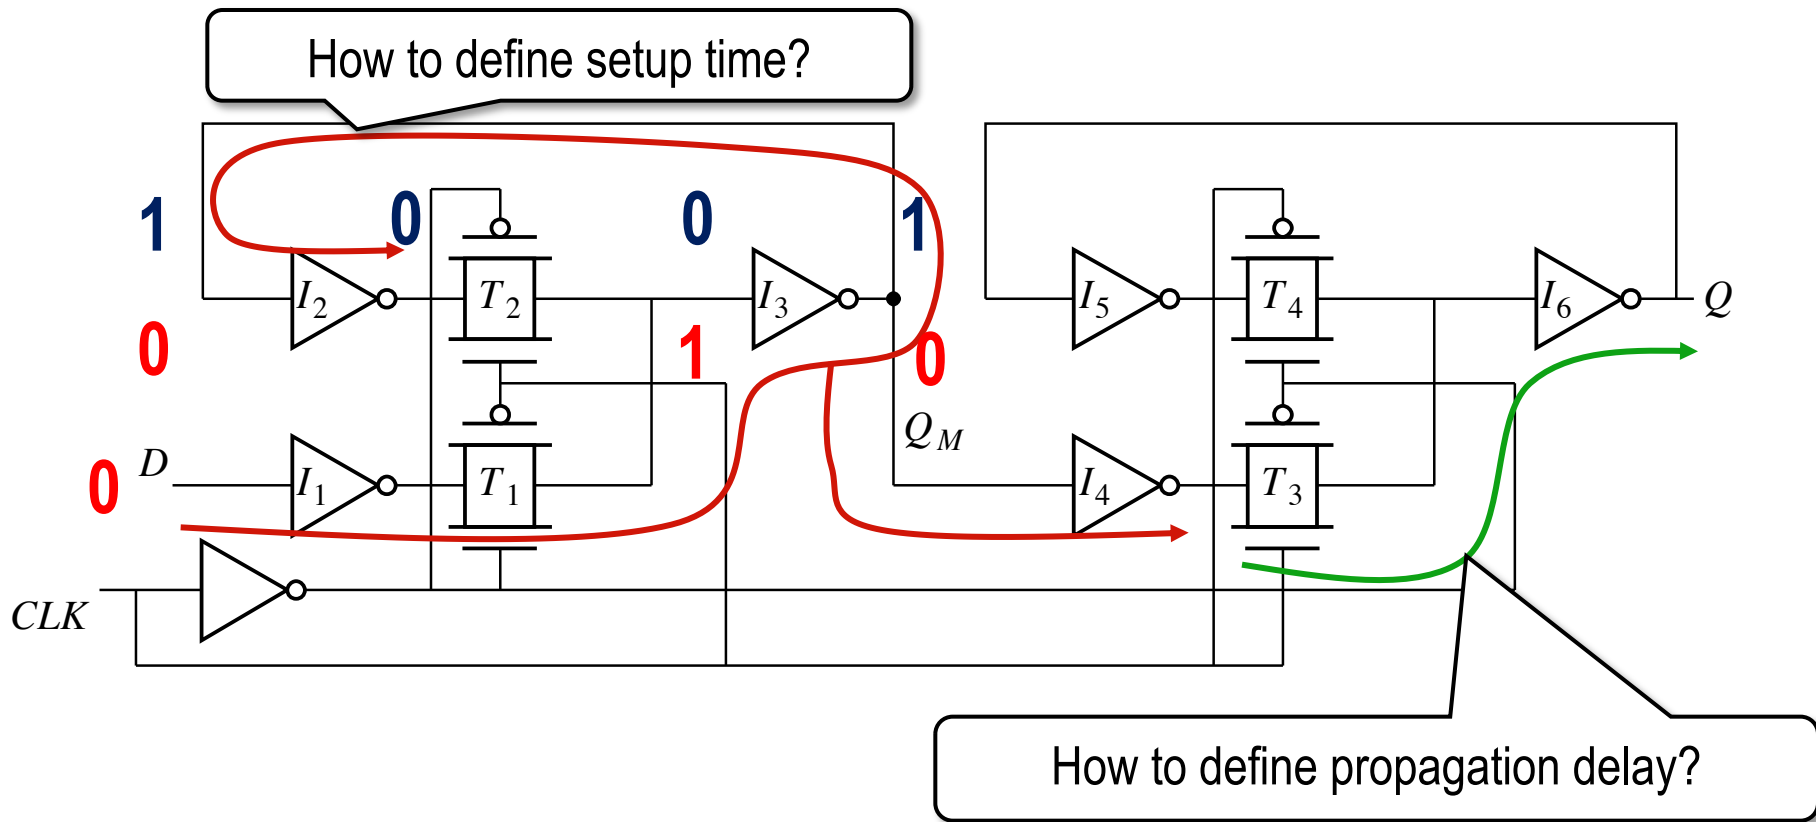 How to define setup time?
1 0 0 1
I2 T2 I3 I5 T4 I6 Q
0 1 0
QM
0 D I1 T1 I4 T3
CLK
How to define propagation delay?